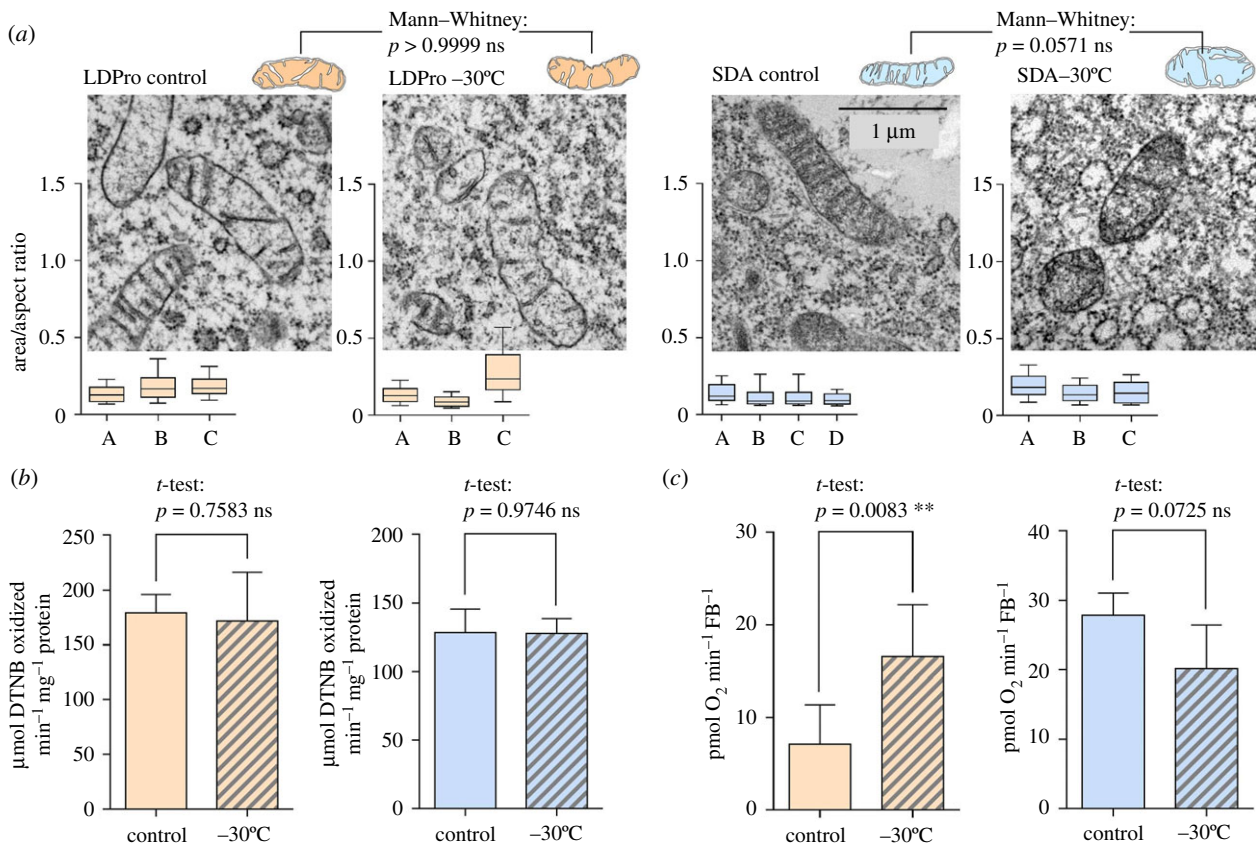 (a)
Mann–Whitney:
p > 0.9999 ns
LDPro control
LDPro –30ºC
Mann–Whitney:
p = 0.0571 ns
SDA control
SDA–30ºC
1 µm
area/aspect ratio
1.5
1.0
0.5
0
A B C
1.5
1.0
0.5
0
A B C
1.5
1.0
0.5
0
A B C D
1.5
1.0
0.5
0
A B C
(b)
t-test:
p = 0.7583 ns
µmol DTNB oxidized
min–1 mg–1 protein
250
200
150
100
50
0
control –30ºC
t-test:
p = 0.9746 ns
µmol DTNB oxidized
min–1 mg–1 protein
200
150
100
50
0
control –30ºC
(c)
t-test:
p = 0.0083 **
pmol O2 min–1 FB–1
30
20
10
0
control –30ºC
t-test:
p = 0.0725 ns
pmol O2 min–1 FB–1
40
30
20
10
0
control –30ºC